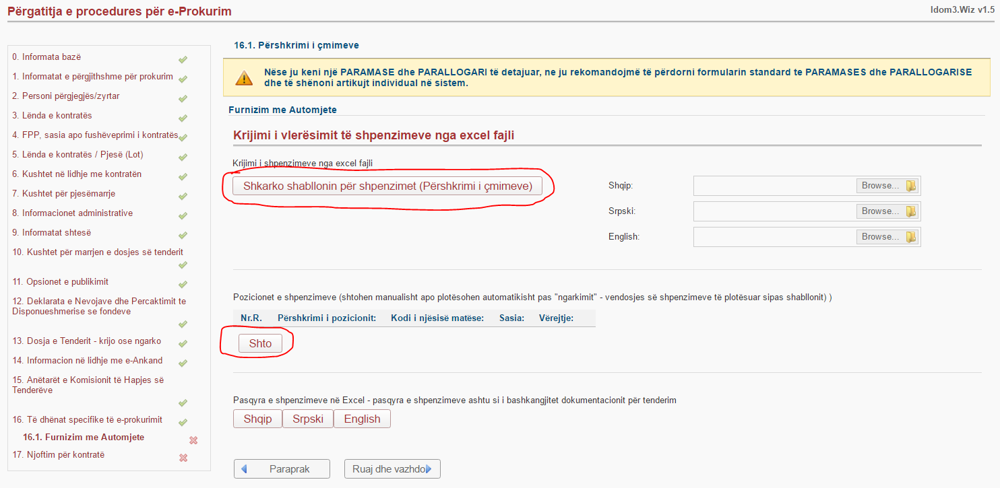 Përgatitja e procedures për e-Prokurim
Idom3.Wiz v1.5
0. Informata bazë
1. Informatat e përgjithshme për prokurim
2. Personi përgjegjës/zyrtar
3. Lënda e kontratës
4. FPP, sasia apo fushëveprimi i kontratës
5. Lënda e kontratës / Pjesë (Lot)
6. Kushtet në lidhje me kontratën
7. Kushtet për pjesëmarrje
8. Informacionet administrative
9. Informatat shtesë
10. Kushtet për marrjen e dosjes së tenderit
11. Opsionet e publikimit
12. Deklarata e Nevojave dhe Percaktimit te
Disponueshmerise se fondeve
13. Dosja e Tenderit - krijo ose ngarko
14. Informacion në lidhje me e-Ankand
15. Anëtarët e Komisionit të Hapjes së
Tenderëve
16. Të dhënat specifike të e-prokurimit
16.1. Furnizim me Automjete
17. Njoftim për kontratë
16.1. Përshkrimi i çmimeve
Nëse ju keni një PARAMASE dhe PARALLOGARI të detajuar, ne ju rekomandojmë të përdorni formularin standard te PARAMASES dhe PARALLOGARISE
dhe të shënoni artikujt individual në sistem.
Furnizim me Automjete
Krijimi i vlerësimit të shpenzimeve nga excel fajli
Krijimi i shpenzimeve nga excel fajli
Shkarko shabllonin për shpenzimet (Përshkrimi i çmimeve)
Shqip: Browse...
Srpski: Browse...
English: Browse...
Pozicionet e shpenzimeve (shtohen manualisht apo plotësohen automatikisht pas "ngarkimit" - vendosjes së shpenzimeve të plotësuar sipas shabllonit) )
Nr.R. Përshkrimi i pozicionit: Kodi i njësisë matëse: Sasia: Vërejtje:
Shto
Pasqyra e shpenzimeve në Excel - pasqyra e shpenzimeve ashtu si i bashkangjitet dokumentacionit për tenderim
Shqip Srpski English
Paraprak Ruaj dhe vazhdo